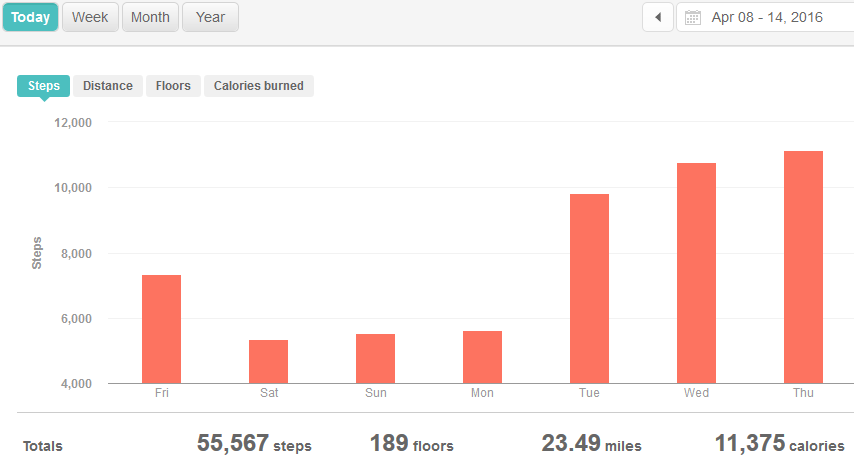 Today Week Month Year Apr 08 - 14, 2016
Steps Distance Floors Calories burned
12,000
10,000
8,000
6,000
4,000
Steps
Fri Sat Sun Mon Tue Wed Thu
Totals 55,567 steps 189 floors 23.49 miles 11,375 calories